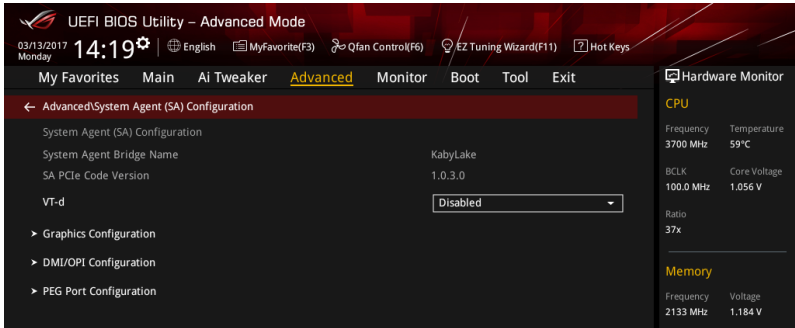 UEFI BIOS Utility – Advanced Mode
03/13/2017 Monday 14:19 English MyFavorite(F3) Qfan Control(F6) EZ Tuning Wizard(F11) ? Hot Keys
My Favorites Main Ai Tweaker Advanced Monitor Boot Tool Exit
← Advanced\System Agent (SA) Configuration
System Agent (SA) Configuration
System Agent Bridge Name KabyLake
SA PCIe Code Version 1.0.3.0
VT-d Disabled
> Graphics Configuration
> DMI/OPI Configuration
> PEG Port Configuration
Hardware Monitor
CPU
Frequency Temperature
3700 MHz 59°C
BCLK Core Voltage
100.0 MHz 1.056 V
Ratio
37x
Memory
Frequency Voltage
2133 MHz 1.184 V